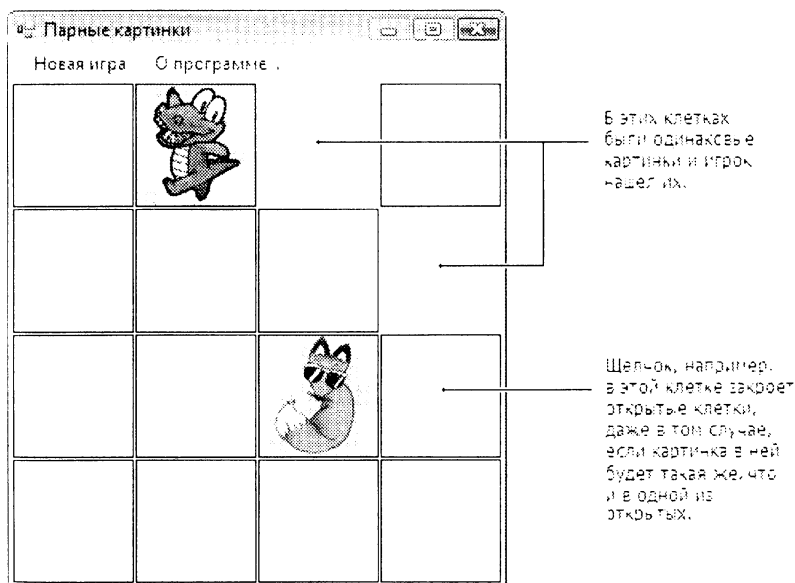 Парные картинки
Новая игра О программе...
В этих клетках
были одинаковые
картинки и игрок
нашел их.
Щелчок, например,
в этой клетке закроет
открытые клетки,
даже в том случае,
если картинка в ней
будет такая же, что
и в одной из
открытых.